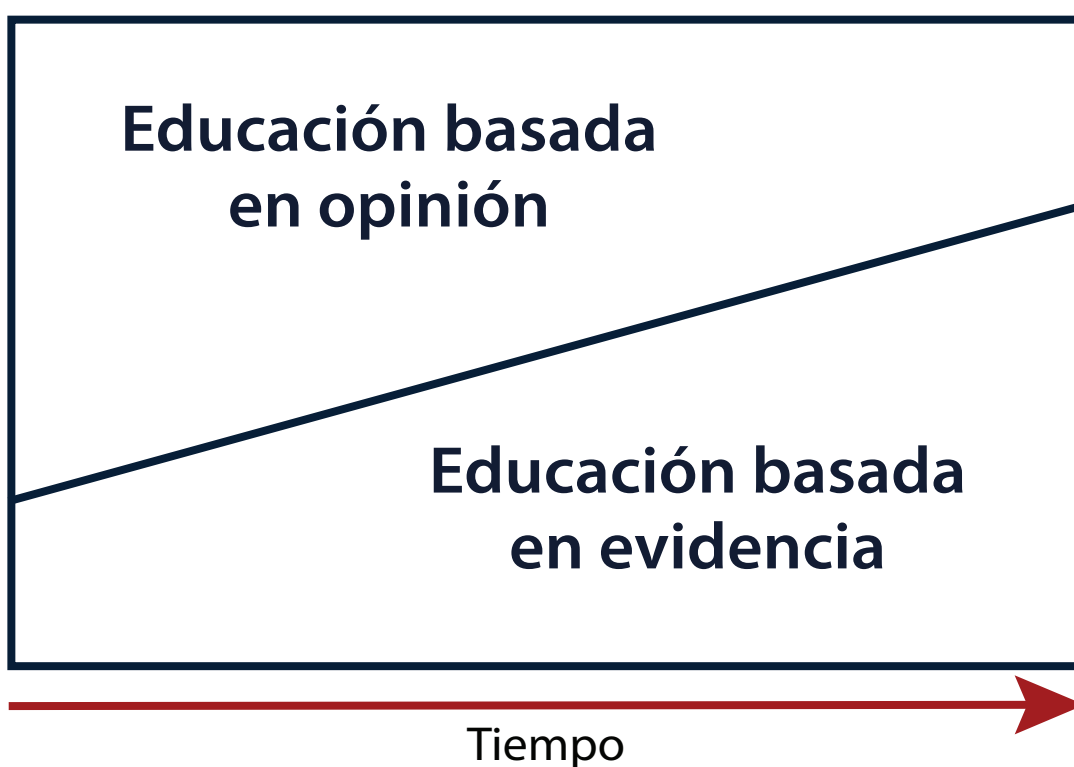 Educación basada
en opinión
Educación basada
en evidencia
Tiempo